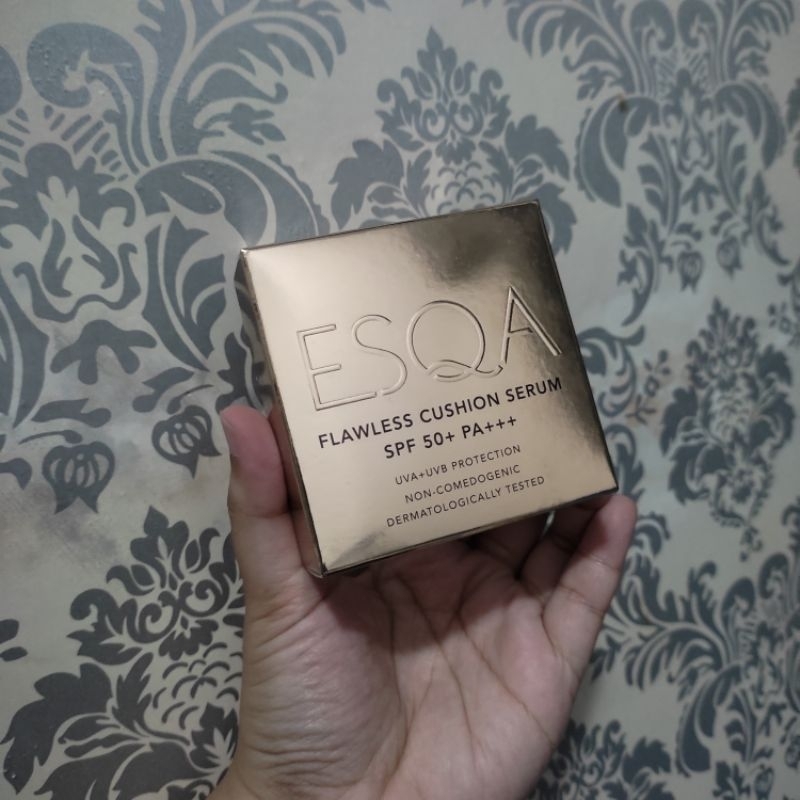 ESQA
FLAWLESS CUSHION SERUM
SPF 50+ PA+++
UVA+UVB PROTECTION
NON-COMEDOGENIC
DERMATOLOGICALLY TESTED